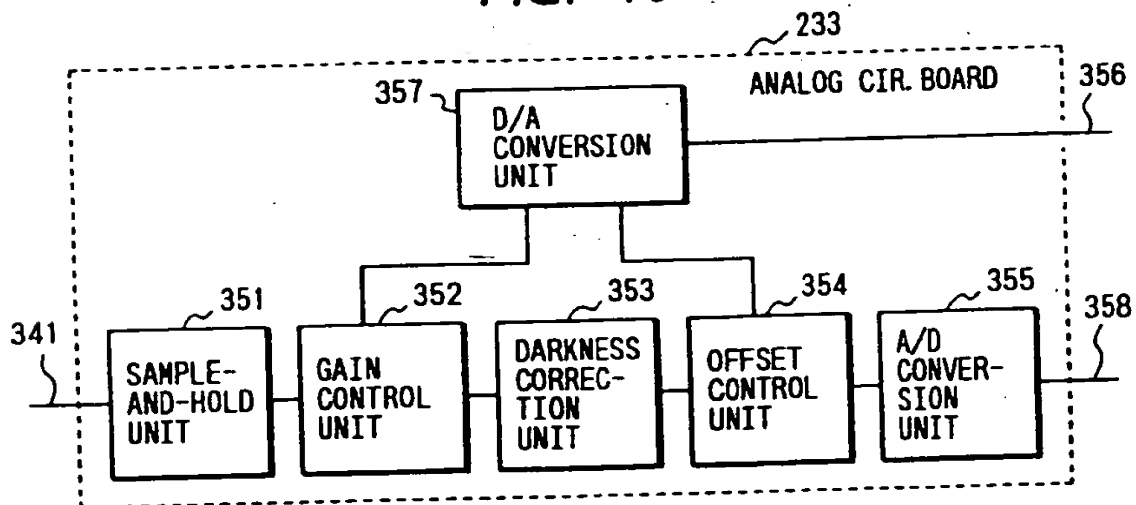 233
ANALOG CIR. BOARD
356
357
D/A
CONVERSION
UNIT
351
352
353
354
355
341
358
SAMPLE-
AND-HOLD
UNIT
GAIN
CONTROL
UNIT
DARKNESS
CORREC-
TION
UNIT
OFFSET
CONTROL
UNIT
A/D
CONVER-
SION
UNIT